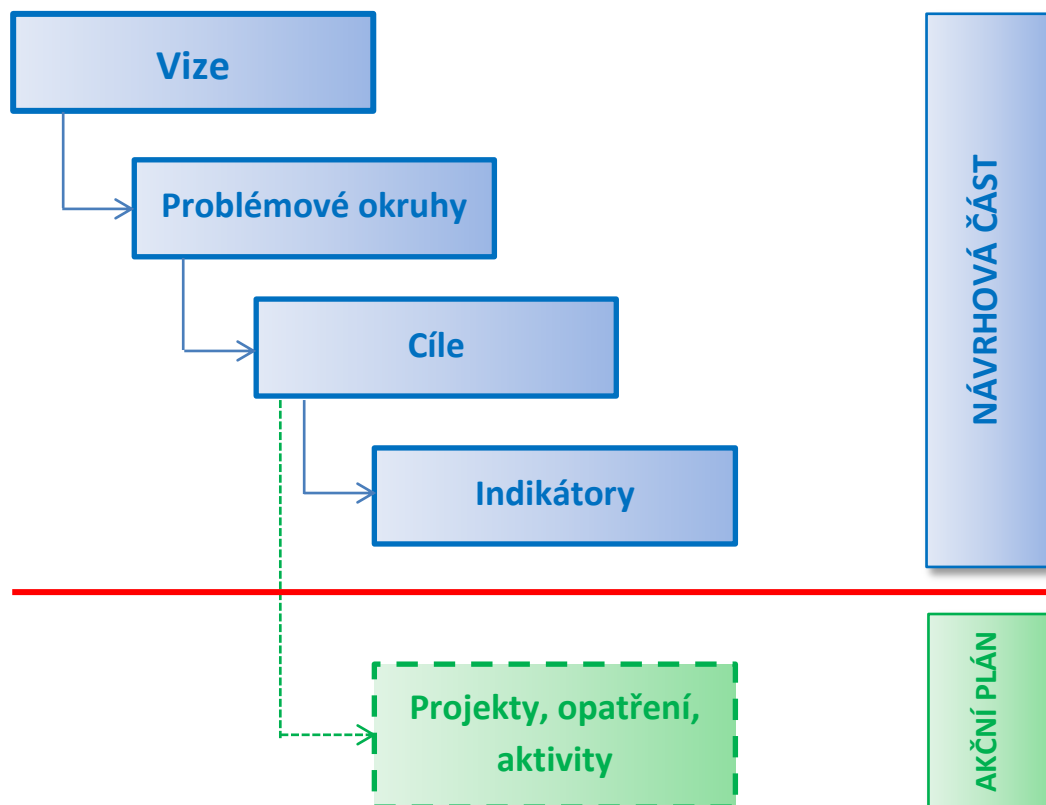 Vize
Problémové okruhy
Cíle
Indikátory
NÁVRHOVÁ ČÁST
Projekty, opatření,
aktivity
AKČNÍ PLÁN